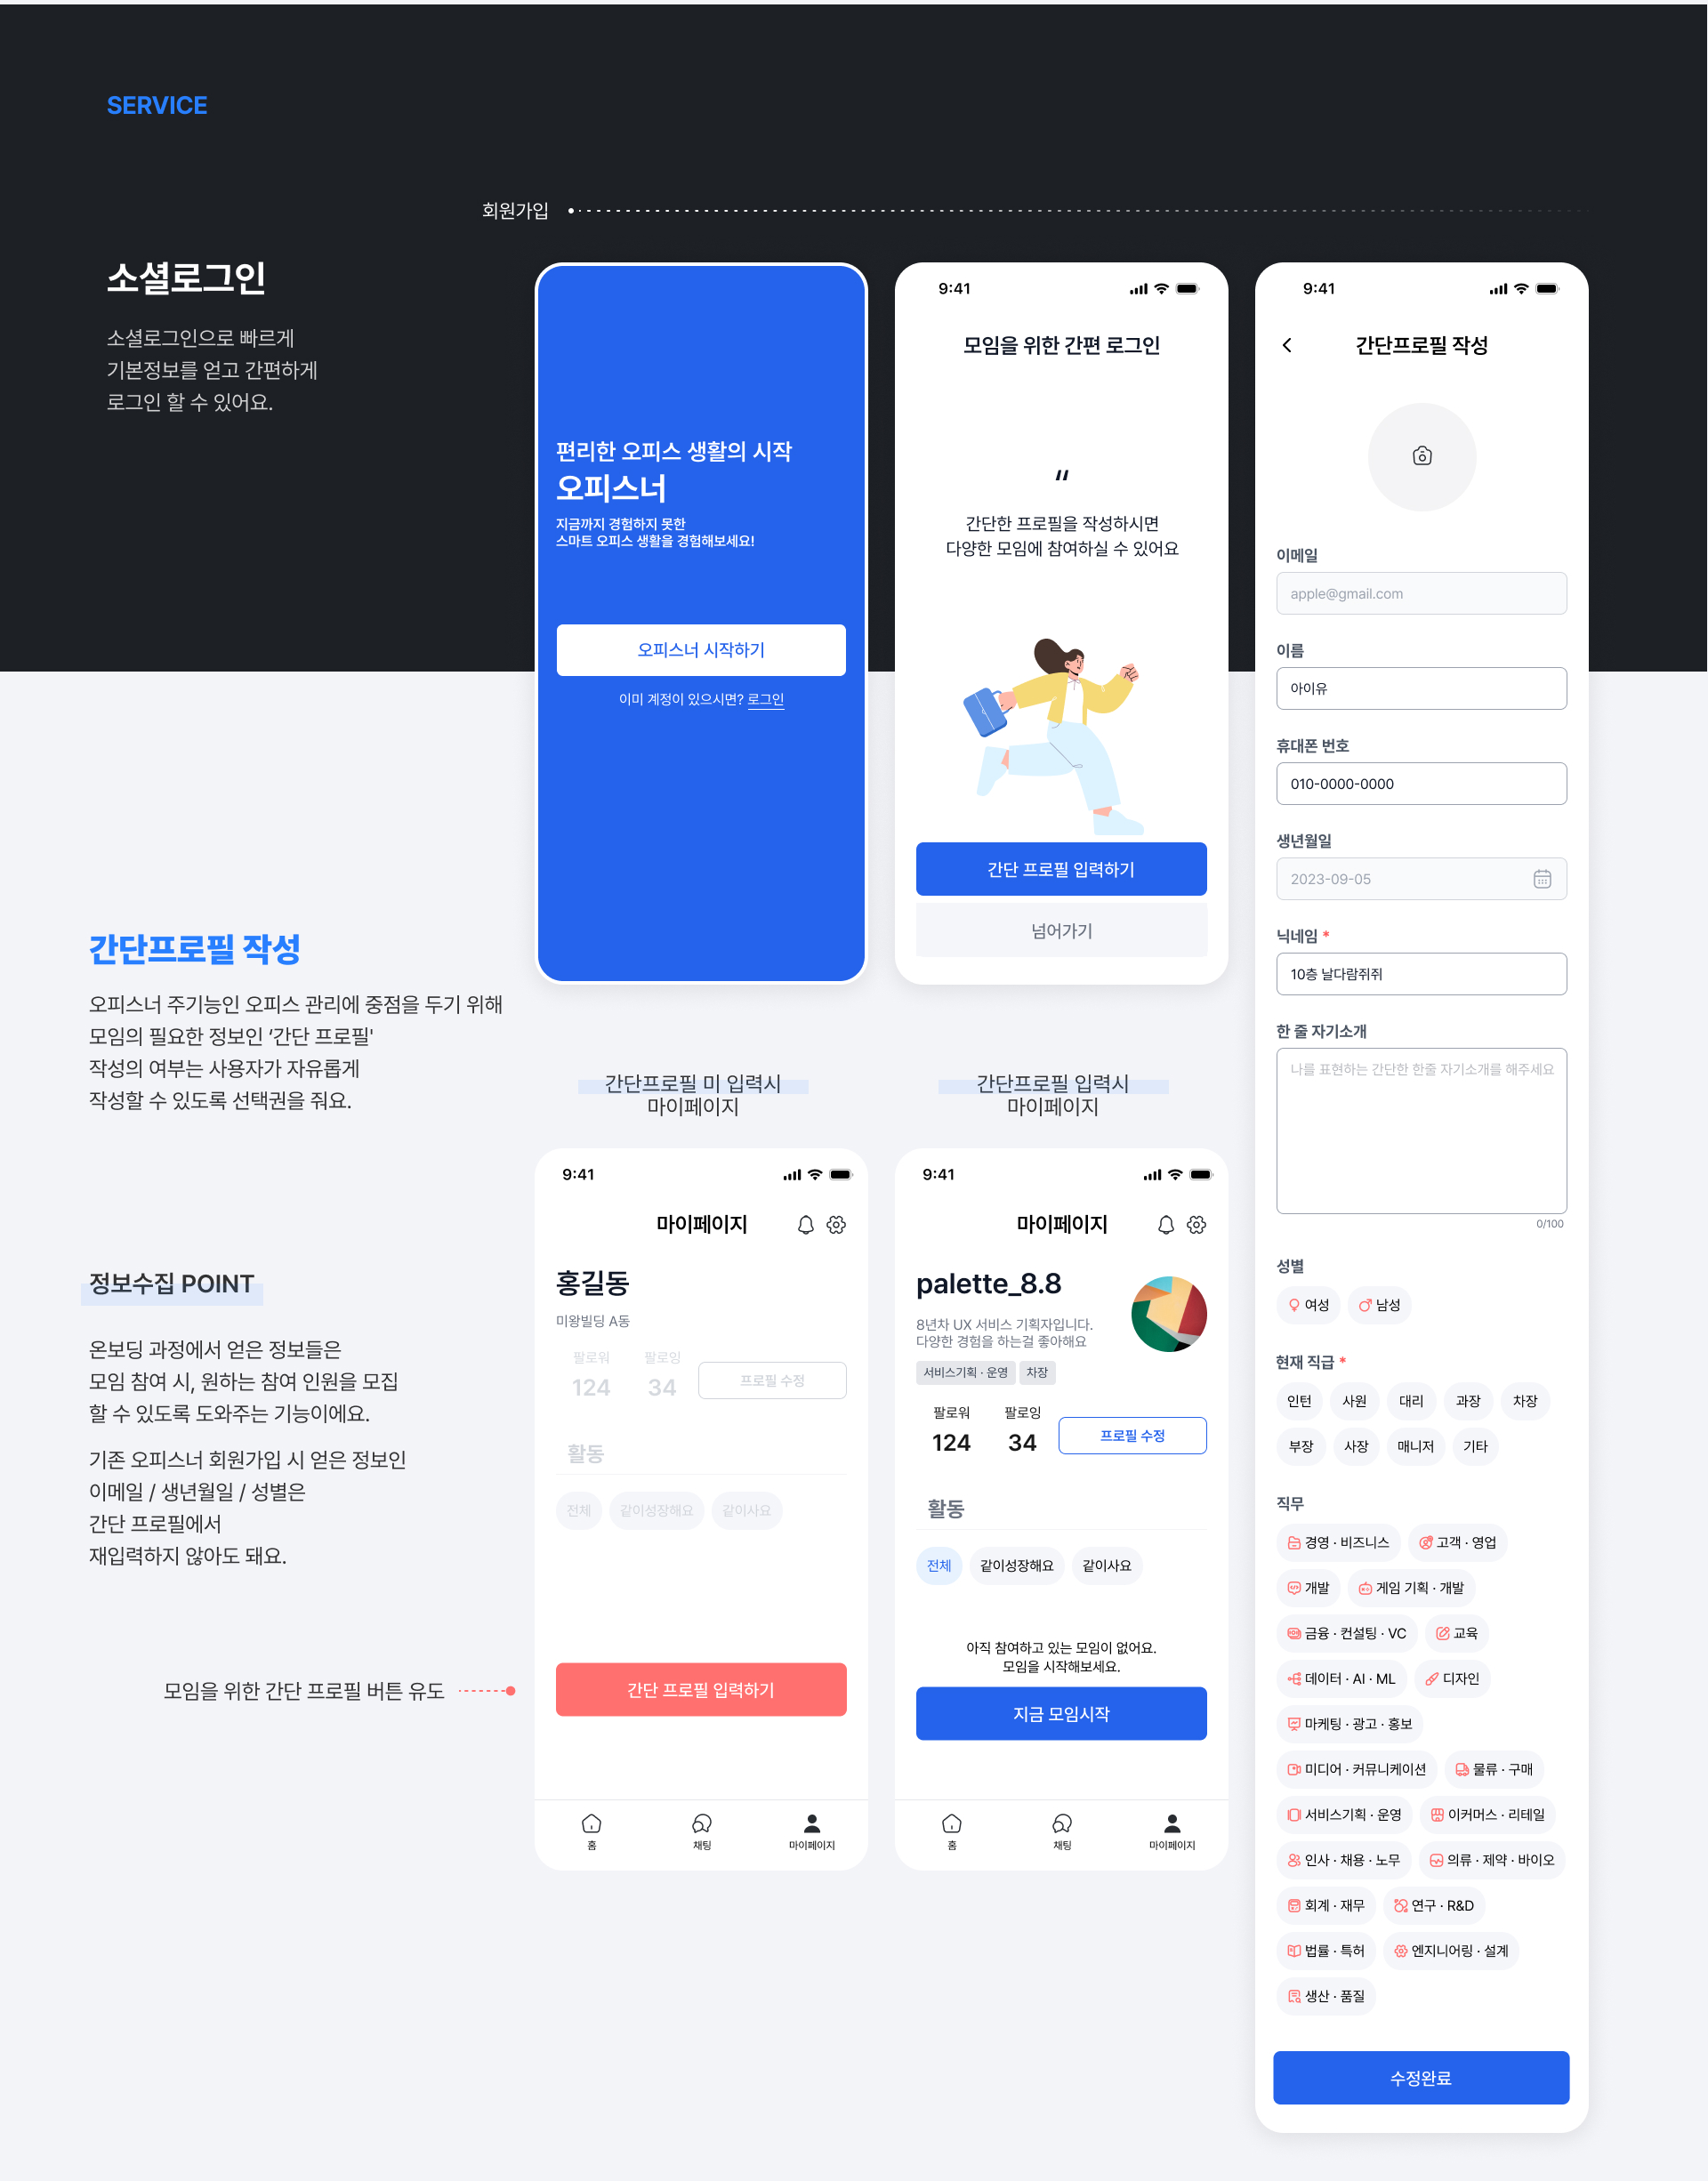 SERVICE
회원가입
소셜로그인
소셜로그인으로 빠르게
기본정보를 얻고 간편하게
로그인 할 수 있어요.
편리한 오피스 생활의 시작
오피스너
지금까지 경험하지 못한
스마트 오피스 생활을 경험해보세요!
오피스너 시작하기
이미 계정이 있으시면? 로그인
9:41
모임을 위한 간편 로그인
“
간단한 프로필을 작성하시면
다양한 모임에 참여하실 수 있어요
간단 프로필 입력하기
넘어가기
9:41
간단프로필 작성
이메일
apple@gmail.com
이름
아이유
휴대폰 번호
010-0000-0000
생년월일
2023-09-05
닉네임 *
10층 날다람쥐쥐
한 줄 자기소개
나를 표현하는 간단한 한줄 자기소개를 해주세요
0/100
성별
여성 남성
현재 직급 *
인턴 사원 대리 과장 차장
부장 사장 매니저 기타
직무
경영 · 비즈니스 고객 · 영업
개발 게임 기획 · 개발
금융 · 컨설팅 · VC 교육
데이터 · AI · ML 디자인
마케팅 · 광고 · 홍보
미디어 · 커뮤니케이션 물류 · 구매
서비스기획 · 운영 이커머스 · 리테일
인사 · 채용 · 노무 의류 · 제약 · 바이오
회계 · 재무 연구 · R&D
법률 · 특허 엔지니어링 · 설계
생산 · 품질
수정완료
간단프로필 작성
오피스너 주기능인 오피스 관리에 중점을 두기 위해
모임의 필요한 정보인 ‘간단 프로필'
작성의 여부는 사용자가 자유롭게
작성할 수 있도록 선택권을 줘요.
정보수집 POINT
온보딩 과정에서 얻은 정보들은
모임 참여 시, 원하는 참여 인원을 모집
할 수 있도록 도와주는 기능이에요.
기존 오피스너 회원가입 시 얻은 정보인
이메일 / 생년월일 / 성별은
간단 프로필에서
재입력하지 않아도 돼요.
모임을 위한 간단 프로필 버튼 유도
간단프로필 미 입력시
마이페이지
9:41
마이페이지
홍길동
미왕빌딩 A동
팔로워 팔로잉
124 34 프로필 수정
활동
전체 같이성장해요 같이사요
간단 프로필 입력하기
홈 채팅 마이페이지
간단프로필 입력시
마이페이지
9:41
마이페이지
palette_8.8
8년차 UX 서비스 기획자입니다.
다양한 경험을 하는걸 좋아해요
서비스기획 · 운영 차장
팔로워 팔로잉
124 34 프로필 수정
활동
전체 같이성장해요 같이사요
아직 참여하고 있는 모임이 없어요.
모임을 시작해보세요.
지금 모임시작
홈 채팅 마이페이지